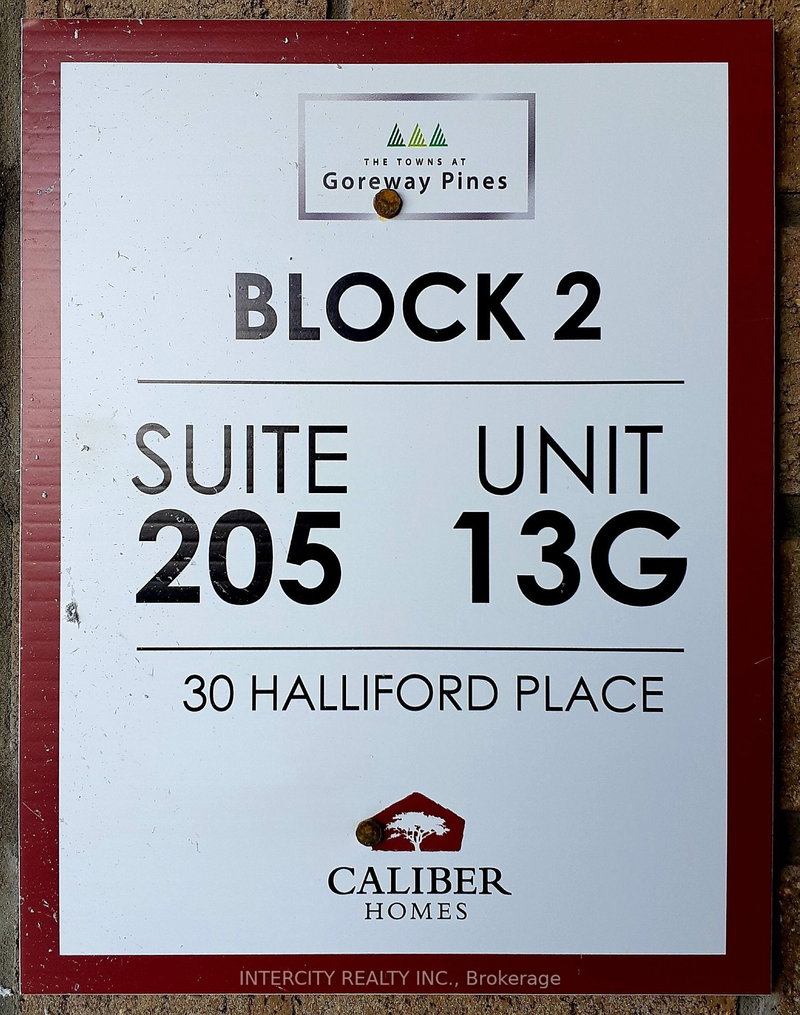 THE TOWNS AT
Goreway Pines
BLOCK 2
SUITE UNIT
205 13G
30 HALLIFORD PLACE
CALIBER
HOMES
INTERCITY REALTY INC., Brokerage